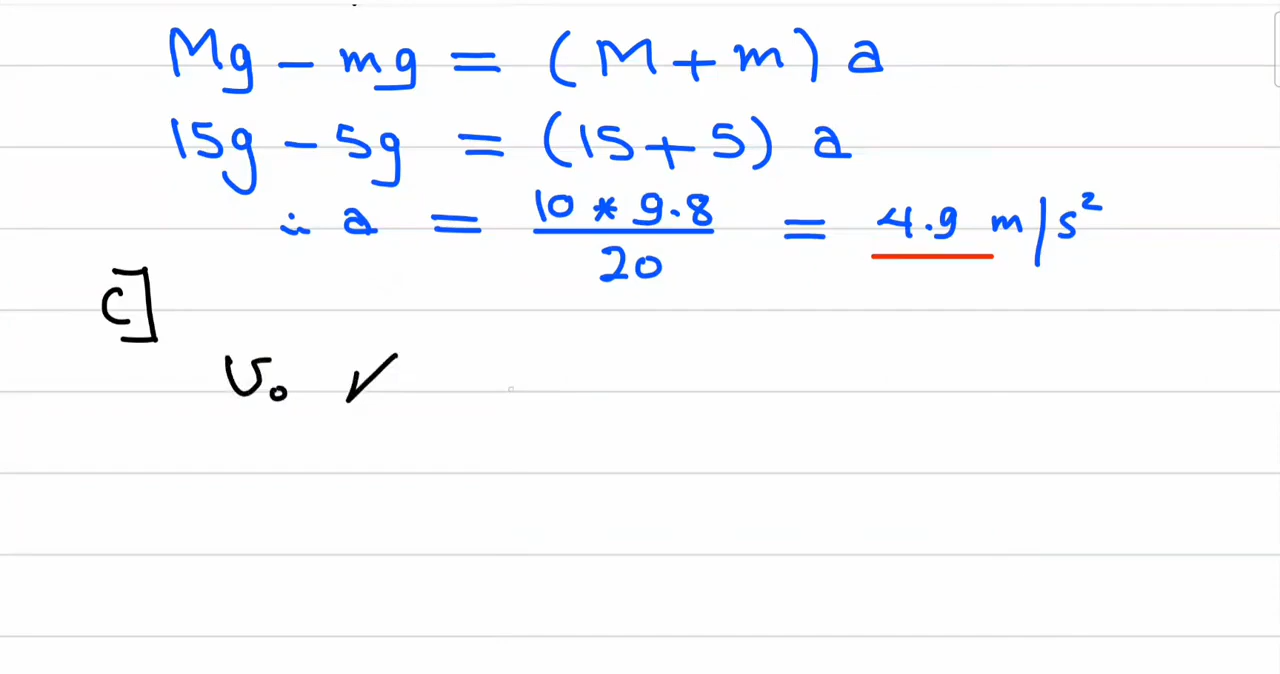 Mg - mg = (M + m) a
15g - 5g = (15 + 5) a
∴ a = 10 * 9.8 / 20 = 4.9 m/s²
C]
v₀ ✓